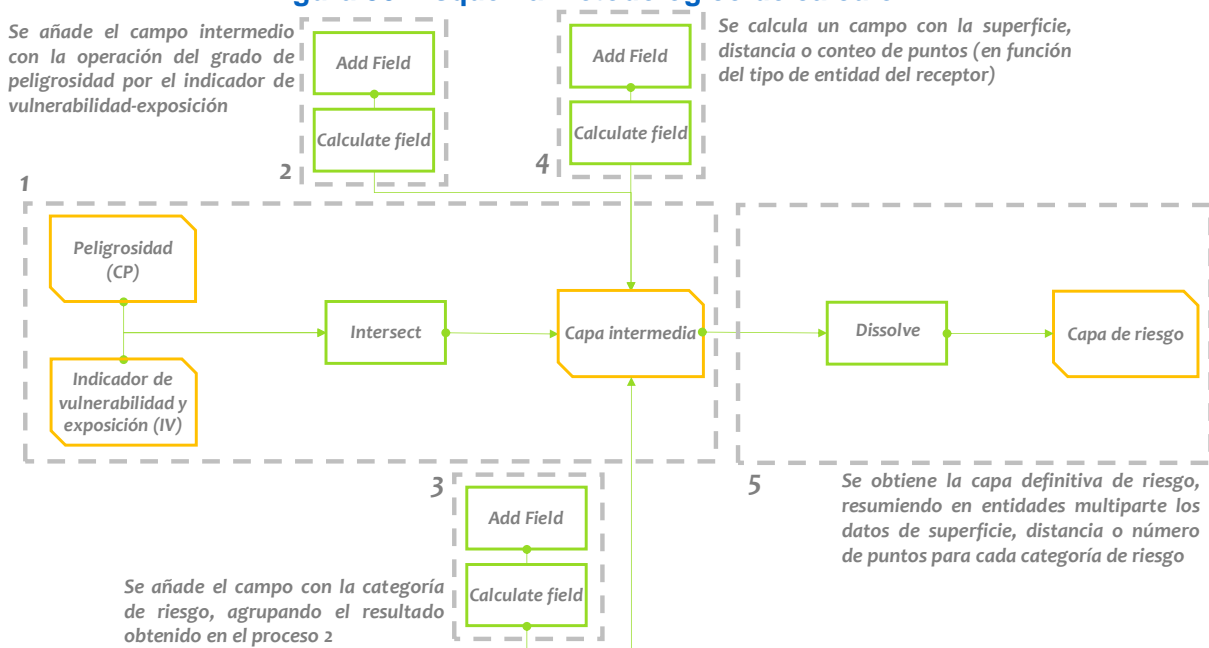 Se añade el campo intermedio
con la operación del grado de
peligrosidad por el indicador de
vulnerabilidad-exposición
Add Field
Calculate field
2
Add Field
Calculate field
4
Se calcula un campo con la superficie,
distancia o conteo de puntos (en función
del tipo de entidad del receptor)
1
Peligrosidad
(CP)
Indicador de
vulnerabilidad y
exposición (IV)
Intersect
Capa intermedia
Dissolve
Capa de riesgo
3
Add Field
Calculate field
Se añade el campo con la categoría
de riesgo, agrupando el resultado
obtenido en el proceso 2
5
Se obtiene la capa definitiva de riesgo,
resumiendo en entidades multiparte los
datos de superficie, distancia o número
de puntos para cada categoría de riesgo